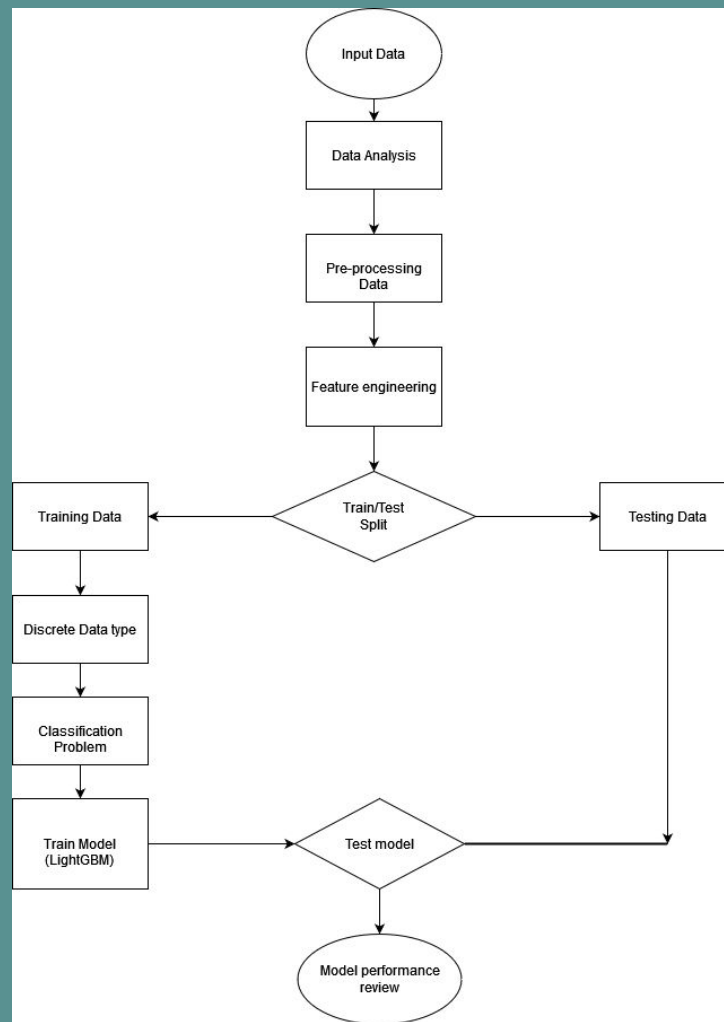 Input Data
Data Analysis
Pre-processing
Data
Feature engineering
Train/Test
Split
Training Data
Testing Data
Discrete Data type
Classification
Problem
Train Model
(LightGBM)
Test model
Model performance
review